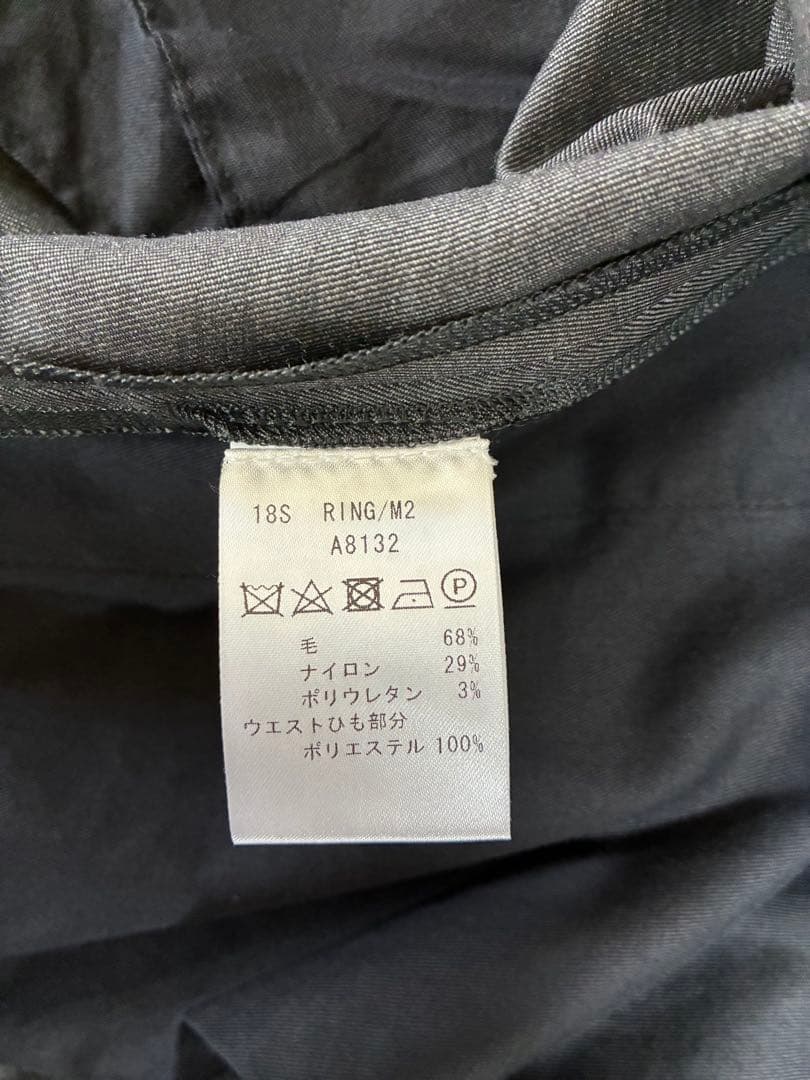 18S RING/M2
A8132
P
毛 68%
ナイロン 29%
ポリウレタン 3%
ウエストひも部分
ポリエステル 100%